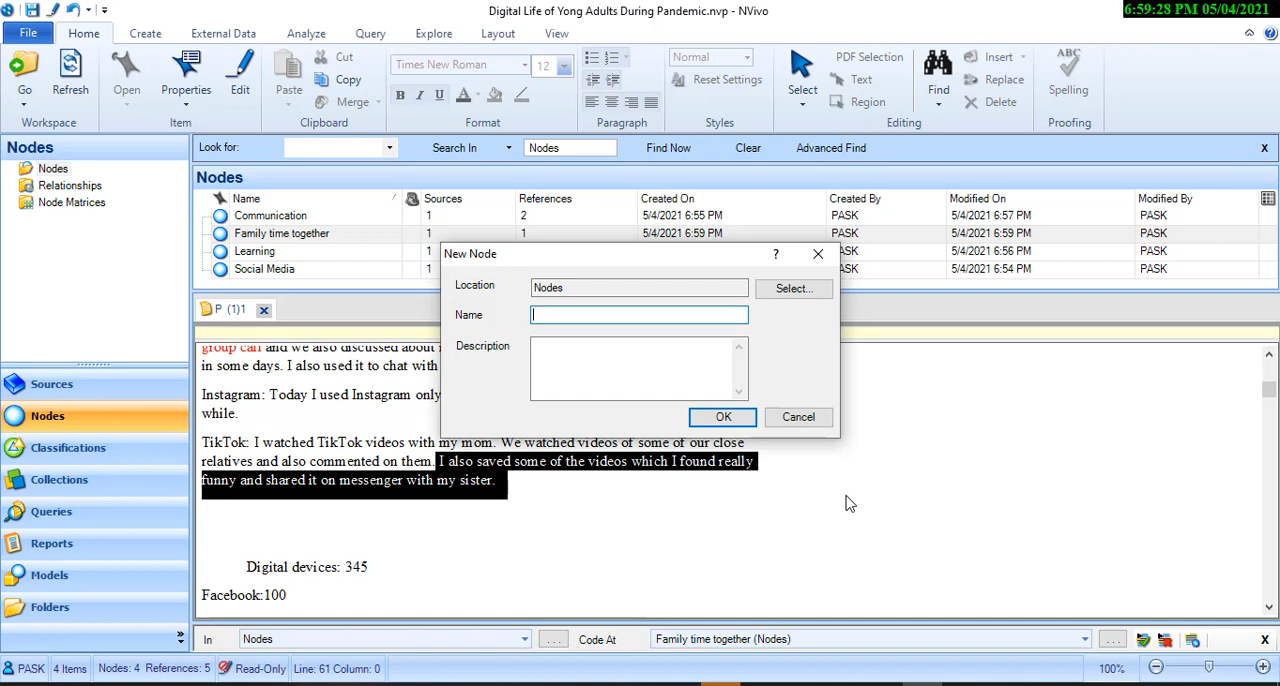 Digital Life of Yong Adults During Pandemic.nvp - NVivo
6:59:28 PM 05/04/2021
File Home Create External Data Analyze Query Explore Layout View
Go Refresh Open Properties Edit Paste Cut Copy Merge
Times New Roman 12 B I U A
Normal Reset Settings
Select PDF Selection Text Region
Find Insert Replace Delete
ABC Spelling
Workspace Item Clipboard Format Paragraph Styles Editing Proofing
Nodes
Nodes
Relationships
Node Matrices
Look for: Search In Nodes Find Now Clear Advanced Find X
Nodes
Name Sources References Created On Created By Modified On Modified By
Communication 1 2 5/4/2021 6:55 PM PASK 5/4/2021 6:57 PM PASK
Family time together 1 1 5/4/2021 6:59 PM PASK 5/4/2021 6:59 PM PASK
Learning 1 ASK 5/4/2021 6:56 PM PASK
Social Media 1 ASK 5/4/2021 6:54 PM PASK
New Node ?
Location Nodes Select...
Name
Description
OK Cancel
P (1)1 x
group call and we also discussed about
in some days. I also used it to chat with
Instagram: Today I used Instagram only
while.
TikTok: I watched TikTok videos with my mom. We watched videos of some of our close
relatives and also commented on them. I also saved some of the videos which I found really
funny and shared it on messenger with my sister.
Digital devices: 345
Facebook:100
Sources
Nodes
Classifications
Collections
Queries
Reports
Models
Folders
In Nodes ... Code At Family time together (Nodes) ... X
PASK 4 Items Nodes: 4 References: 5 Read-Only Line: 61 Column: 0 100%